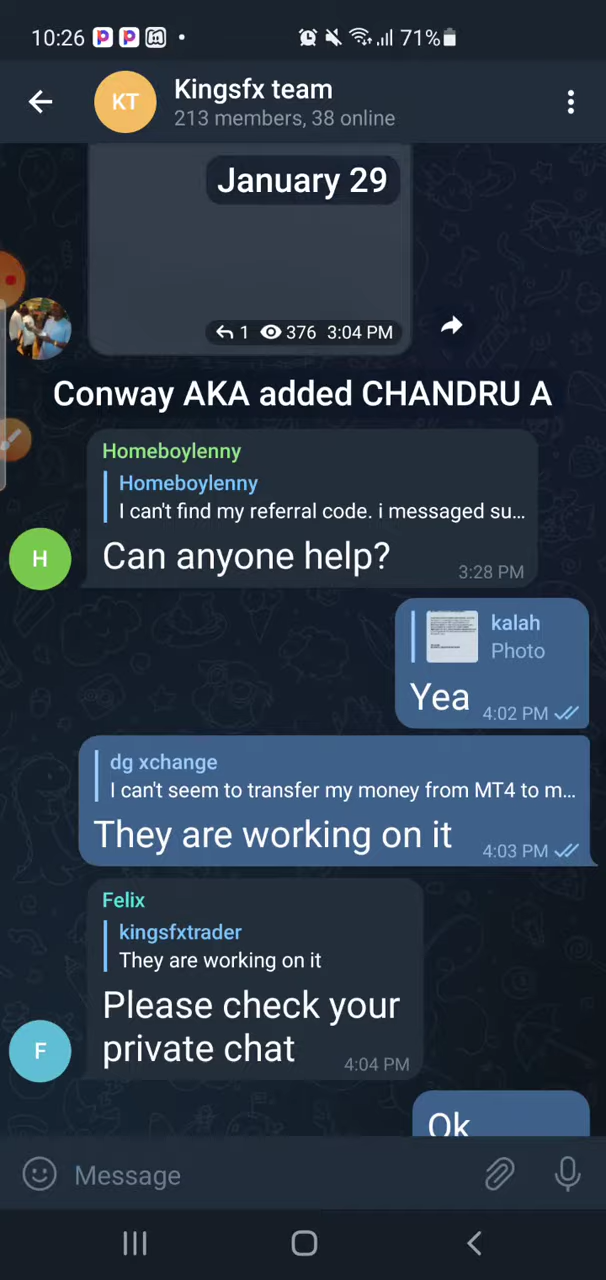 10:26
71%
KT
Kingsfx team
213 members, 38 online
January 29
1 376 3:04 PM
Conway AKA added CHANDRU A
Homeboylenny
Homeboylenny
I can't find my referral code. i messaged su...
Can anyone help?
3:28 PM
H
kalah
Photo
Yea
4:02 PM
dg xchange
I can't seem to transfer my money from MT4 to m...
They are working on it
4:03 PM
Felix
kingsfxtrader
They are working on it
Please check your
private chat
4:04 PM
F
Ok
Message